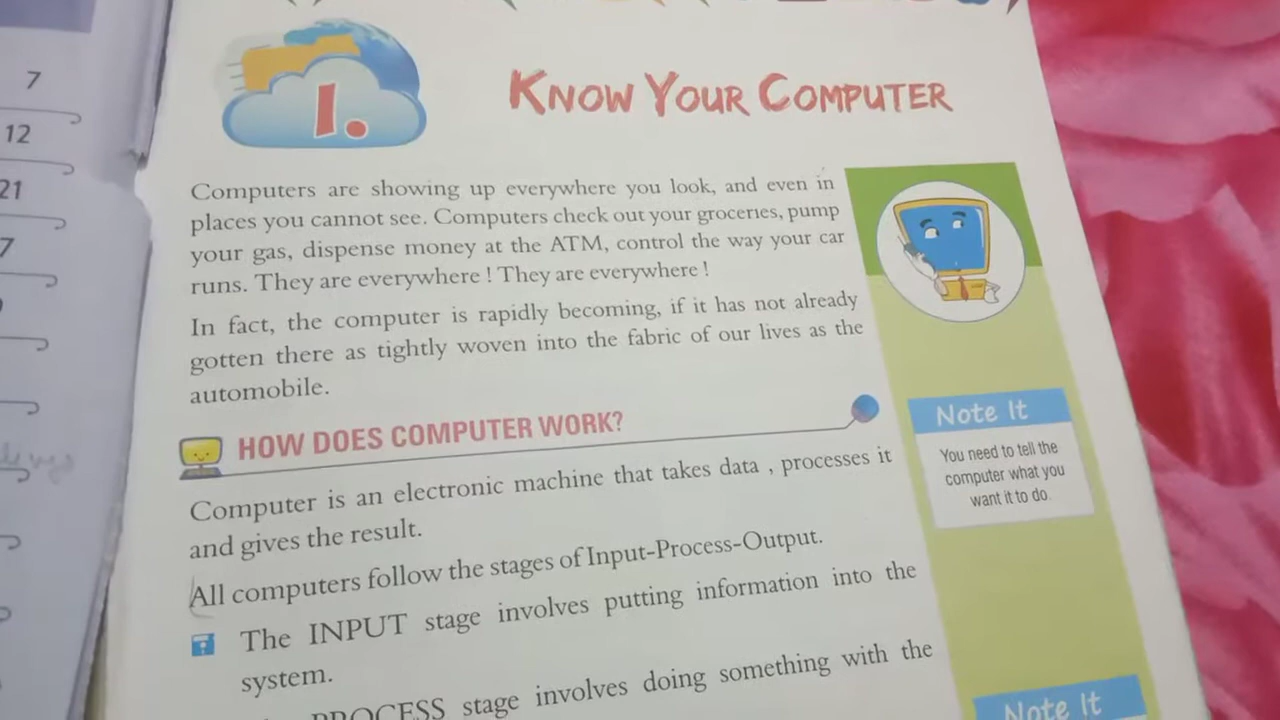 7
12
21
7
1.
KNOW YOUR COMPUTER
Computers are showing up everywhere you look, and even in
places you cannot see. Computers check out your groceries, pump
your gas, dispense money at the ATM, control the way your car
runs. They are everywhere ! They are everywhere !
In fact, the computer is rapidly becoming, if it has not already
gotten there as tightly woven into the fabric of our lives as the
automobile.
HOW DOES COMPUTER WORK?
Computer is an electronic machine that takes data , processes it
and gives the result.
All computers follow the stages of Input-Process-Output.
The INPUT stage involves putting information into the
system.
PROCESS stage involves doing something with the
Note It
You need to tell the
computer what you
want it to do.
Note It